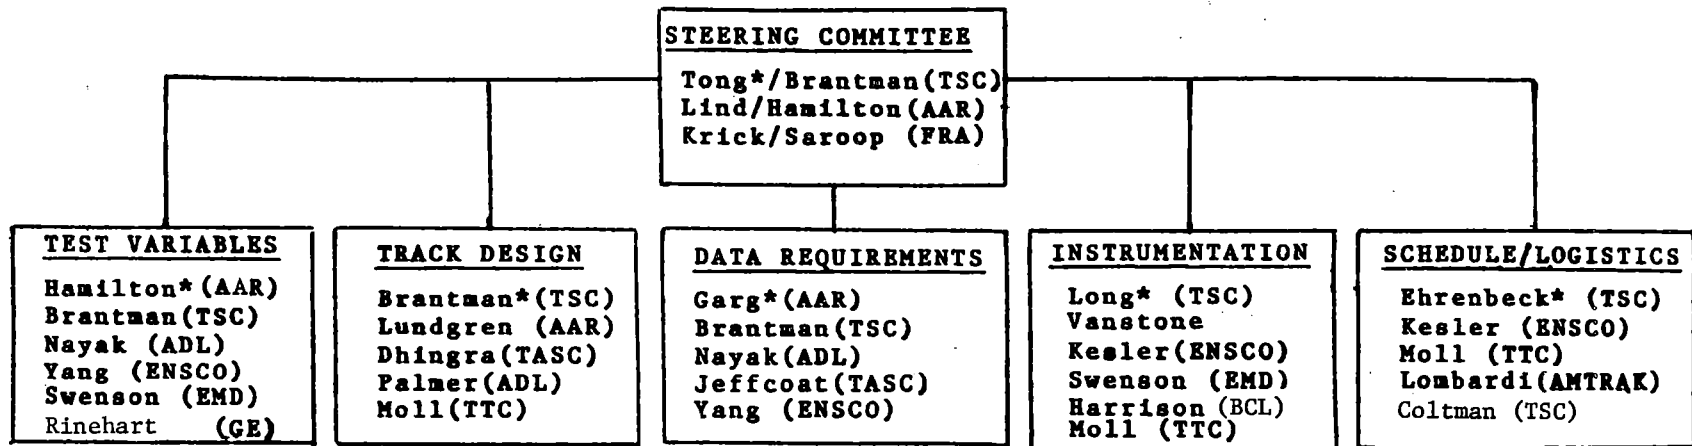 STEERING COMMITTEE
Tong*/Brantman(TSC)
Lind/Hamilton(AAR)
Krick/Saroop (FRA)
TEST VARIABLES
Hamilton*(AAR)
Brantman(TSC)
Nayak (ADL)
Yang (ENSCO)
Swenson (EMD)
Rinehart (GE)
TRACK DESIGN
Brantman*(TSC)
Lundgren (AAR)
Dhingra(TASC)
Palmer(ADL)
Moll(TTC)
DATA REQUIREMENTS
Garg*(AAR)
Brantman(TSC)
Nayak(ADL)
Jeffcoat(TASC)
Yang (ENSCO)
INSTRUMENTATION
Long* (TSC)
Vanstone
Kesler(ENSCO)
Swenson (EMD)
Harrison (BCL)
Moll (TTC)
SCHEDULE/LOGISTICS
Ehrenbeck* (TSC)
Kesler (ENSCO)
Moll (TTC)
Lombardi(AMTRAK)
Coltman (TSC)